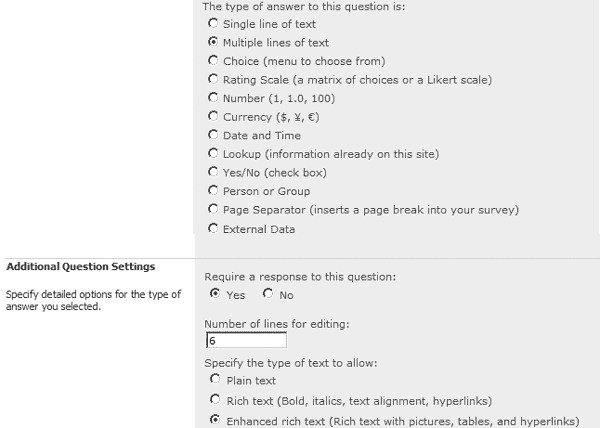 The type of answer to this question is:
Single line of text
Multiple lines of text
Choice (menu to choose from)
Rating Scale (a matrix of choices or a Likert scale)
Number (1, 1.0, 100)
Currency ($, ¥, €)
Date and Time
Lookup (information already on this site)
Yes/No (check box)
Person or Group
Page Separator (inserts a page break into your survey)
External Data
Additional Question Settings
Specify detailed options for the type of
answer you selected.
Require a response to this question:
Yes No
Number of lines for editing:
6
Specify the type of text to allow:
Plain text
Rich text (Bold, italics, text alignment, hyperlinks)
Enhanced rich text (Rich text with pictures, tables, and hyperlinks)